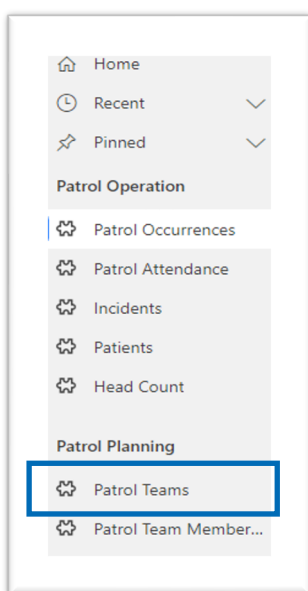 Home
Recent
Pinned
Patrol Operation
Patrol Occurrences
Patrol Attendance
Incidents
Patients
Head Count
Patrol Planning
Patrol Teams
Patrol Team Member...